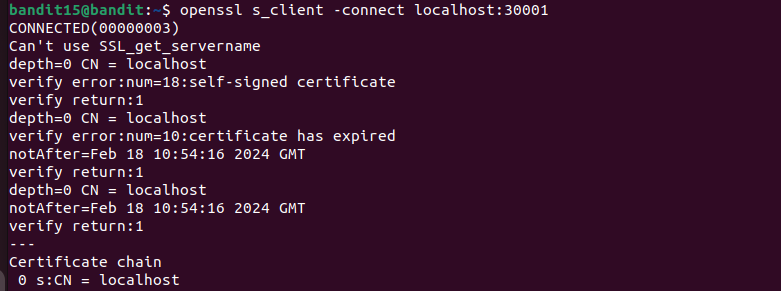 bandit15@bandit:~$ openssl s_client -connect localhost:30001
CONNECTED(00000003)
Can't use SSL_get_servername
depth=0 CN = localhost
verify error:num=18:self-signed certificate
verify return:1
depth=0 CN = localhost
verify error:num=10:certificate has expired
notAfter=Feb 18 10:54:16 2024 GMT
verify return:1
depth=0 CN = localhost
notAfter=Feb 18 10:54:16 2024 GMT
verify return:1
---
Certificate chain
 0 s:CN = localhost